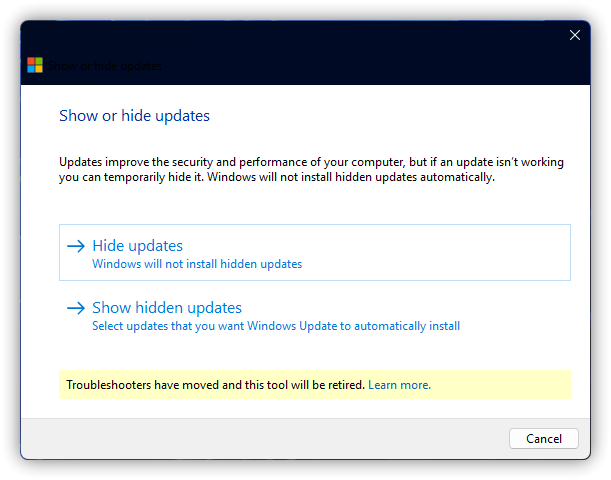 Show or hide updates
Show or hide updates
Updates improve the security and performance of your computer, but if an update isn't working
you can temporarily hide it. Windows will not install hidden updates automatically.
Hide updates
Windows will not install hidden updates
Show hidden updates
Select updates that you want Windows Update to automatically install
Troubleshooters have moved and this tool will be retired. Learn more.
Cancel